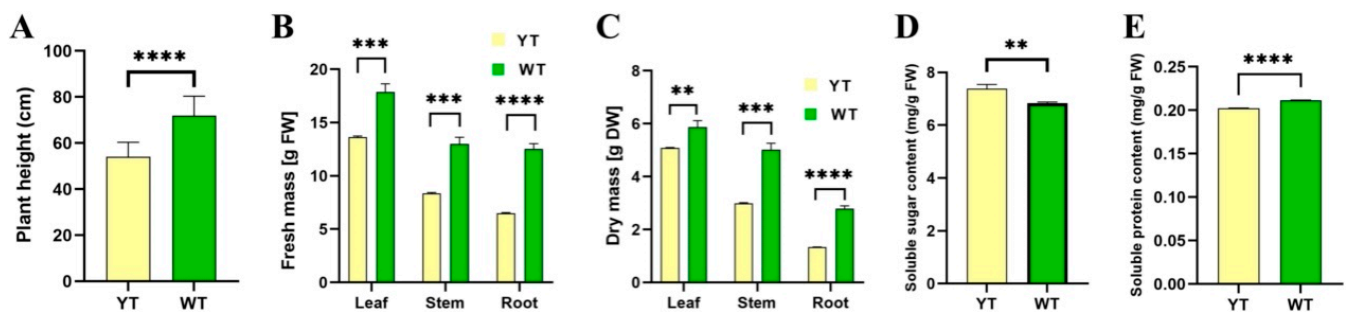 A
Plant height (cm)
100
80
60
40
20
0
****
YT
WT
B
Fresh mass [g FW]
20
15
10
5
0
***
***
****
YT
WT
Leaf
Stem
Root
C
Dry mass [g DW]
8
6
4
2
0
**
***
****
YT
WT
Leaf
Stem
Root
D
Soluble sugar content (mg/g FW)
8
6
4
2
0
**
YT
WT
E
Soluble protein content (mg/g FW)
0.25
0.20
0.15
0.10
0.05
0.00
****
YT
WT